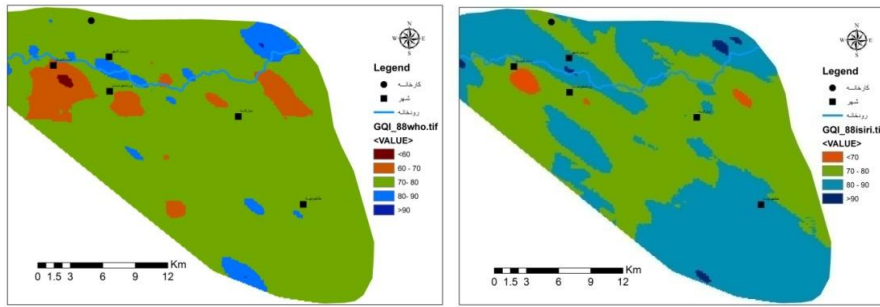 N
W E
S
Legend
کارخانه
شهر
رودخانه
GQI_88who.tif
<VALUE>
<60
60 - 70
70- 80
80 - 90
>90
Km
0 1.5 3 6 9 12
N
W E
S
Legend
کارخانه
شهر
رودخانه
GQI_88isiri.tif
<VALUE>
<70
70 - 80
80 - 90
>90
Km
0 1.5 3 6 9 12